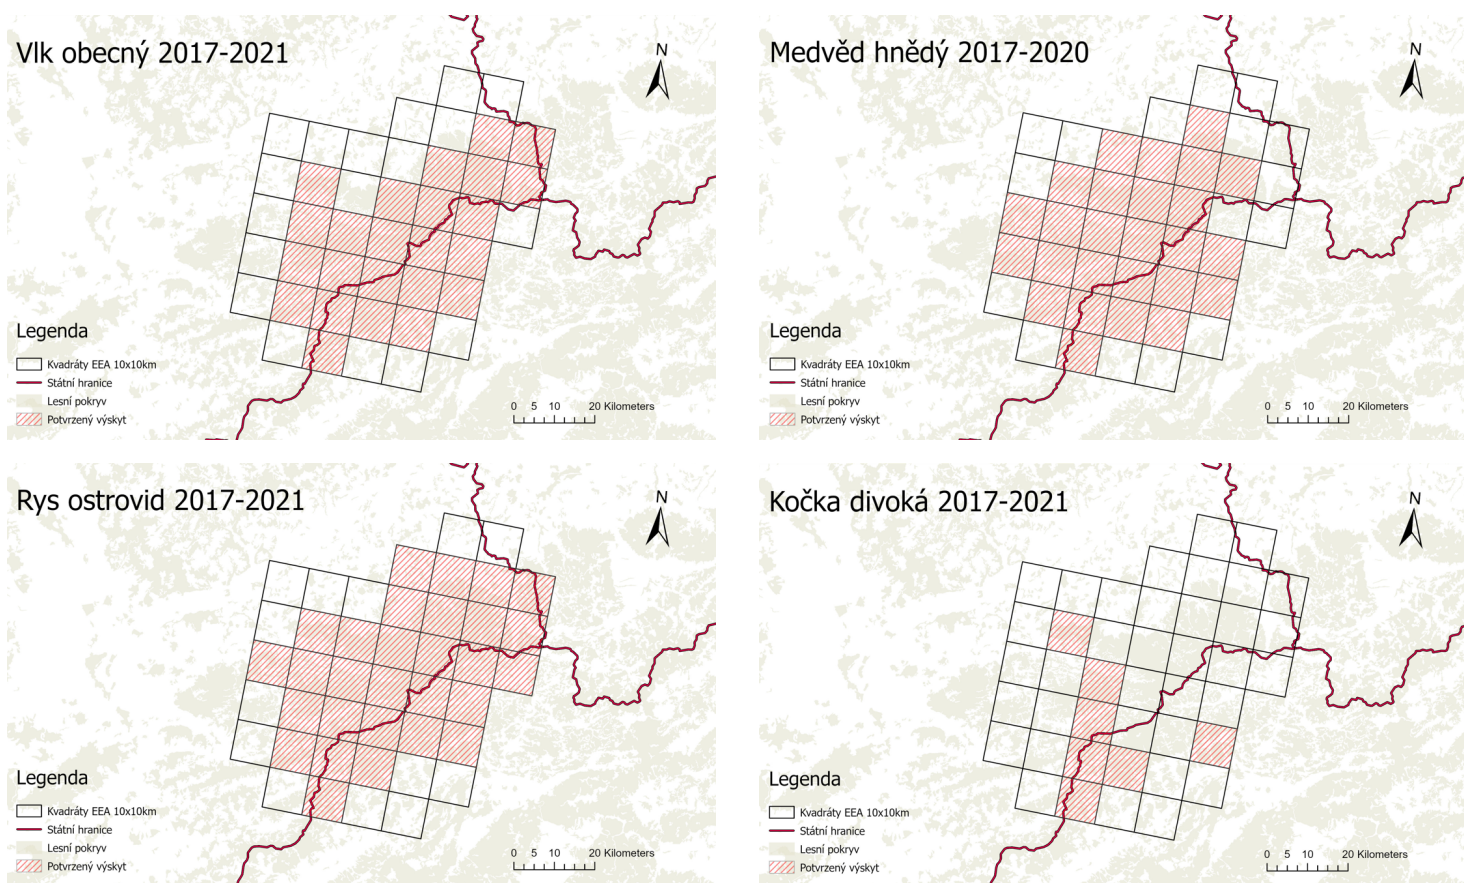 Vlk obecný 2017-2021
N
Legenda
Kvadráty EEA 10x10km
Státní hranice
Lesní pokryv
Potvrzený výskyt
0 5 10 20 Kilometers
Medvěd hnědý 2017-2020
N
Legenda
Kvadráty EEA 10x10km
Státní hranice
Lesní pokryv
Potvrzený výskyt
0 5 10 20 Kilometers
Rys ostrovid 2017-2021
N
Legenda
Kvadráty EEA 10x10km
Státní hranice
Lesní pokryv
Potvrzený výskyt
0 5 10 20 Kilometers
Kočka divoká 2017-2021
N
Legenda
Kvadráty EEA 10x10km
Státní hranice
Lesní pokryv
Potvrzený výskyt
0 5 10 20 Kilometers